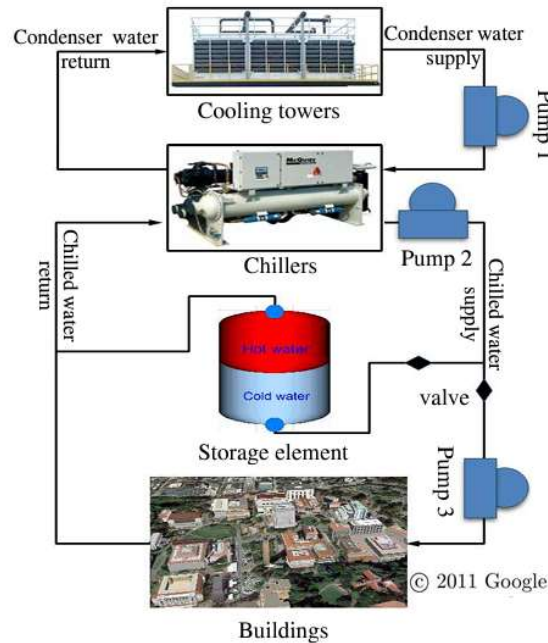 Condenser water
return
Condenser water
supply
Cooling towers
Pump 1
McQuay
Chillers
Pump 2
Chilled water
return
Chilled water
supply
Hot water
Cold water
valve
Storage element
Pump 3
© 2011 Google
Buildings